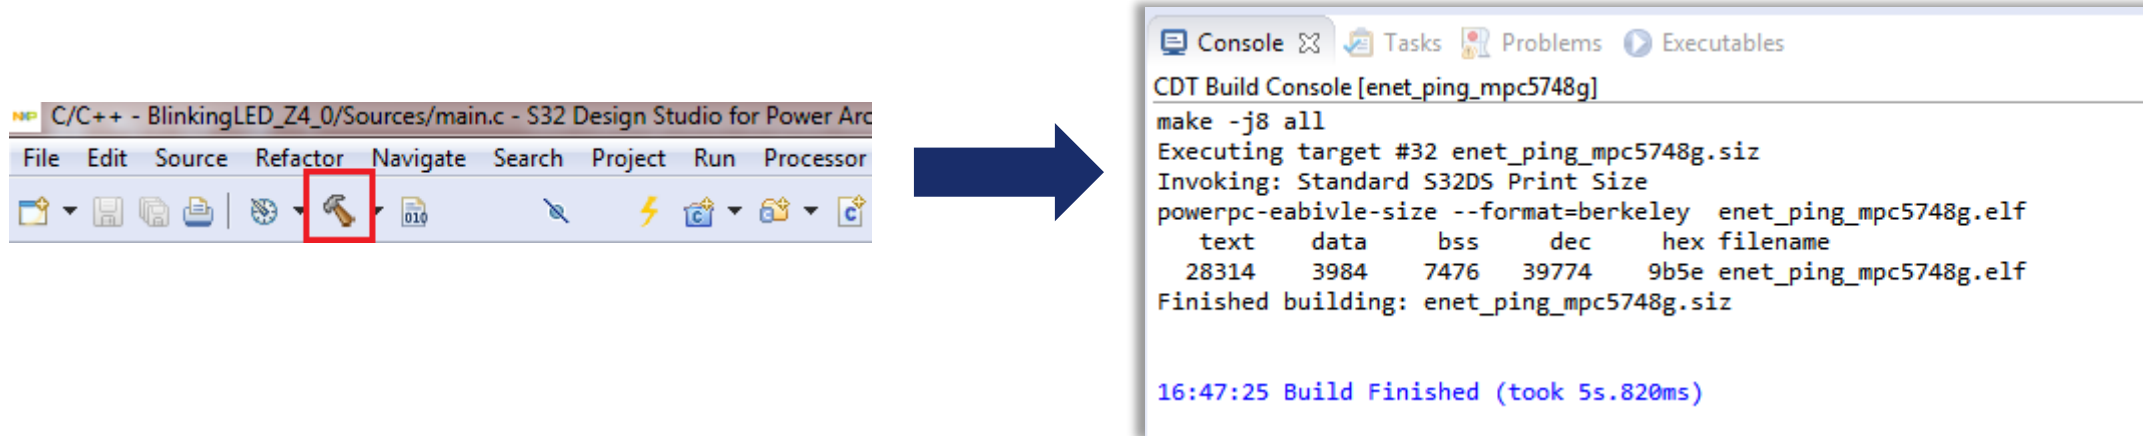 NXP C/C++ - BlinkingLED_Z4_0/Sources/main.c - S32 Design Studio for Power Arc
File Edit Source Refactor Navigate Search Project Run Processor
010
Console Tasks Problems Executables
CDT Build Console [enet_ping_mpc5748g]
make -j8 all
Executing target #32 enet_ping_mpc5748g.siz
Invoking: Standard S32DS Print Size
powerpc-eabivle-size --format=berkeley  enet_ping_mpc5748g.elf
   text    data     bss     dec     hex filename
  28314    3984    7476   39774    9b5e enet_ping_mpc5748g.elf
Finished building: enet_ping_mpc5748g.siz
16:47:25 Build Finished (took 5s.820ms)